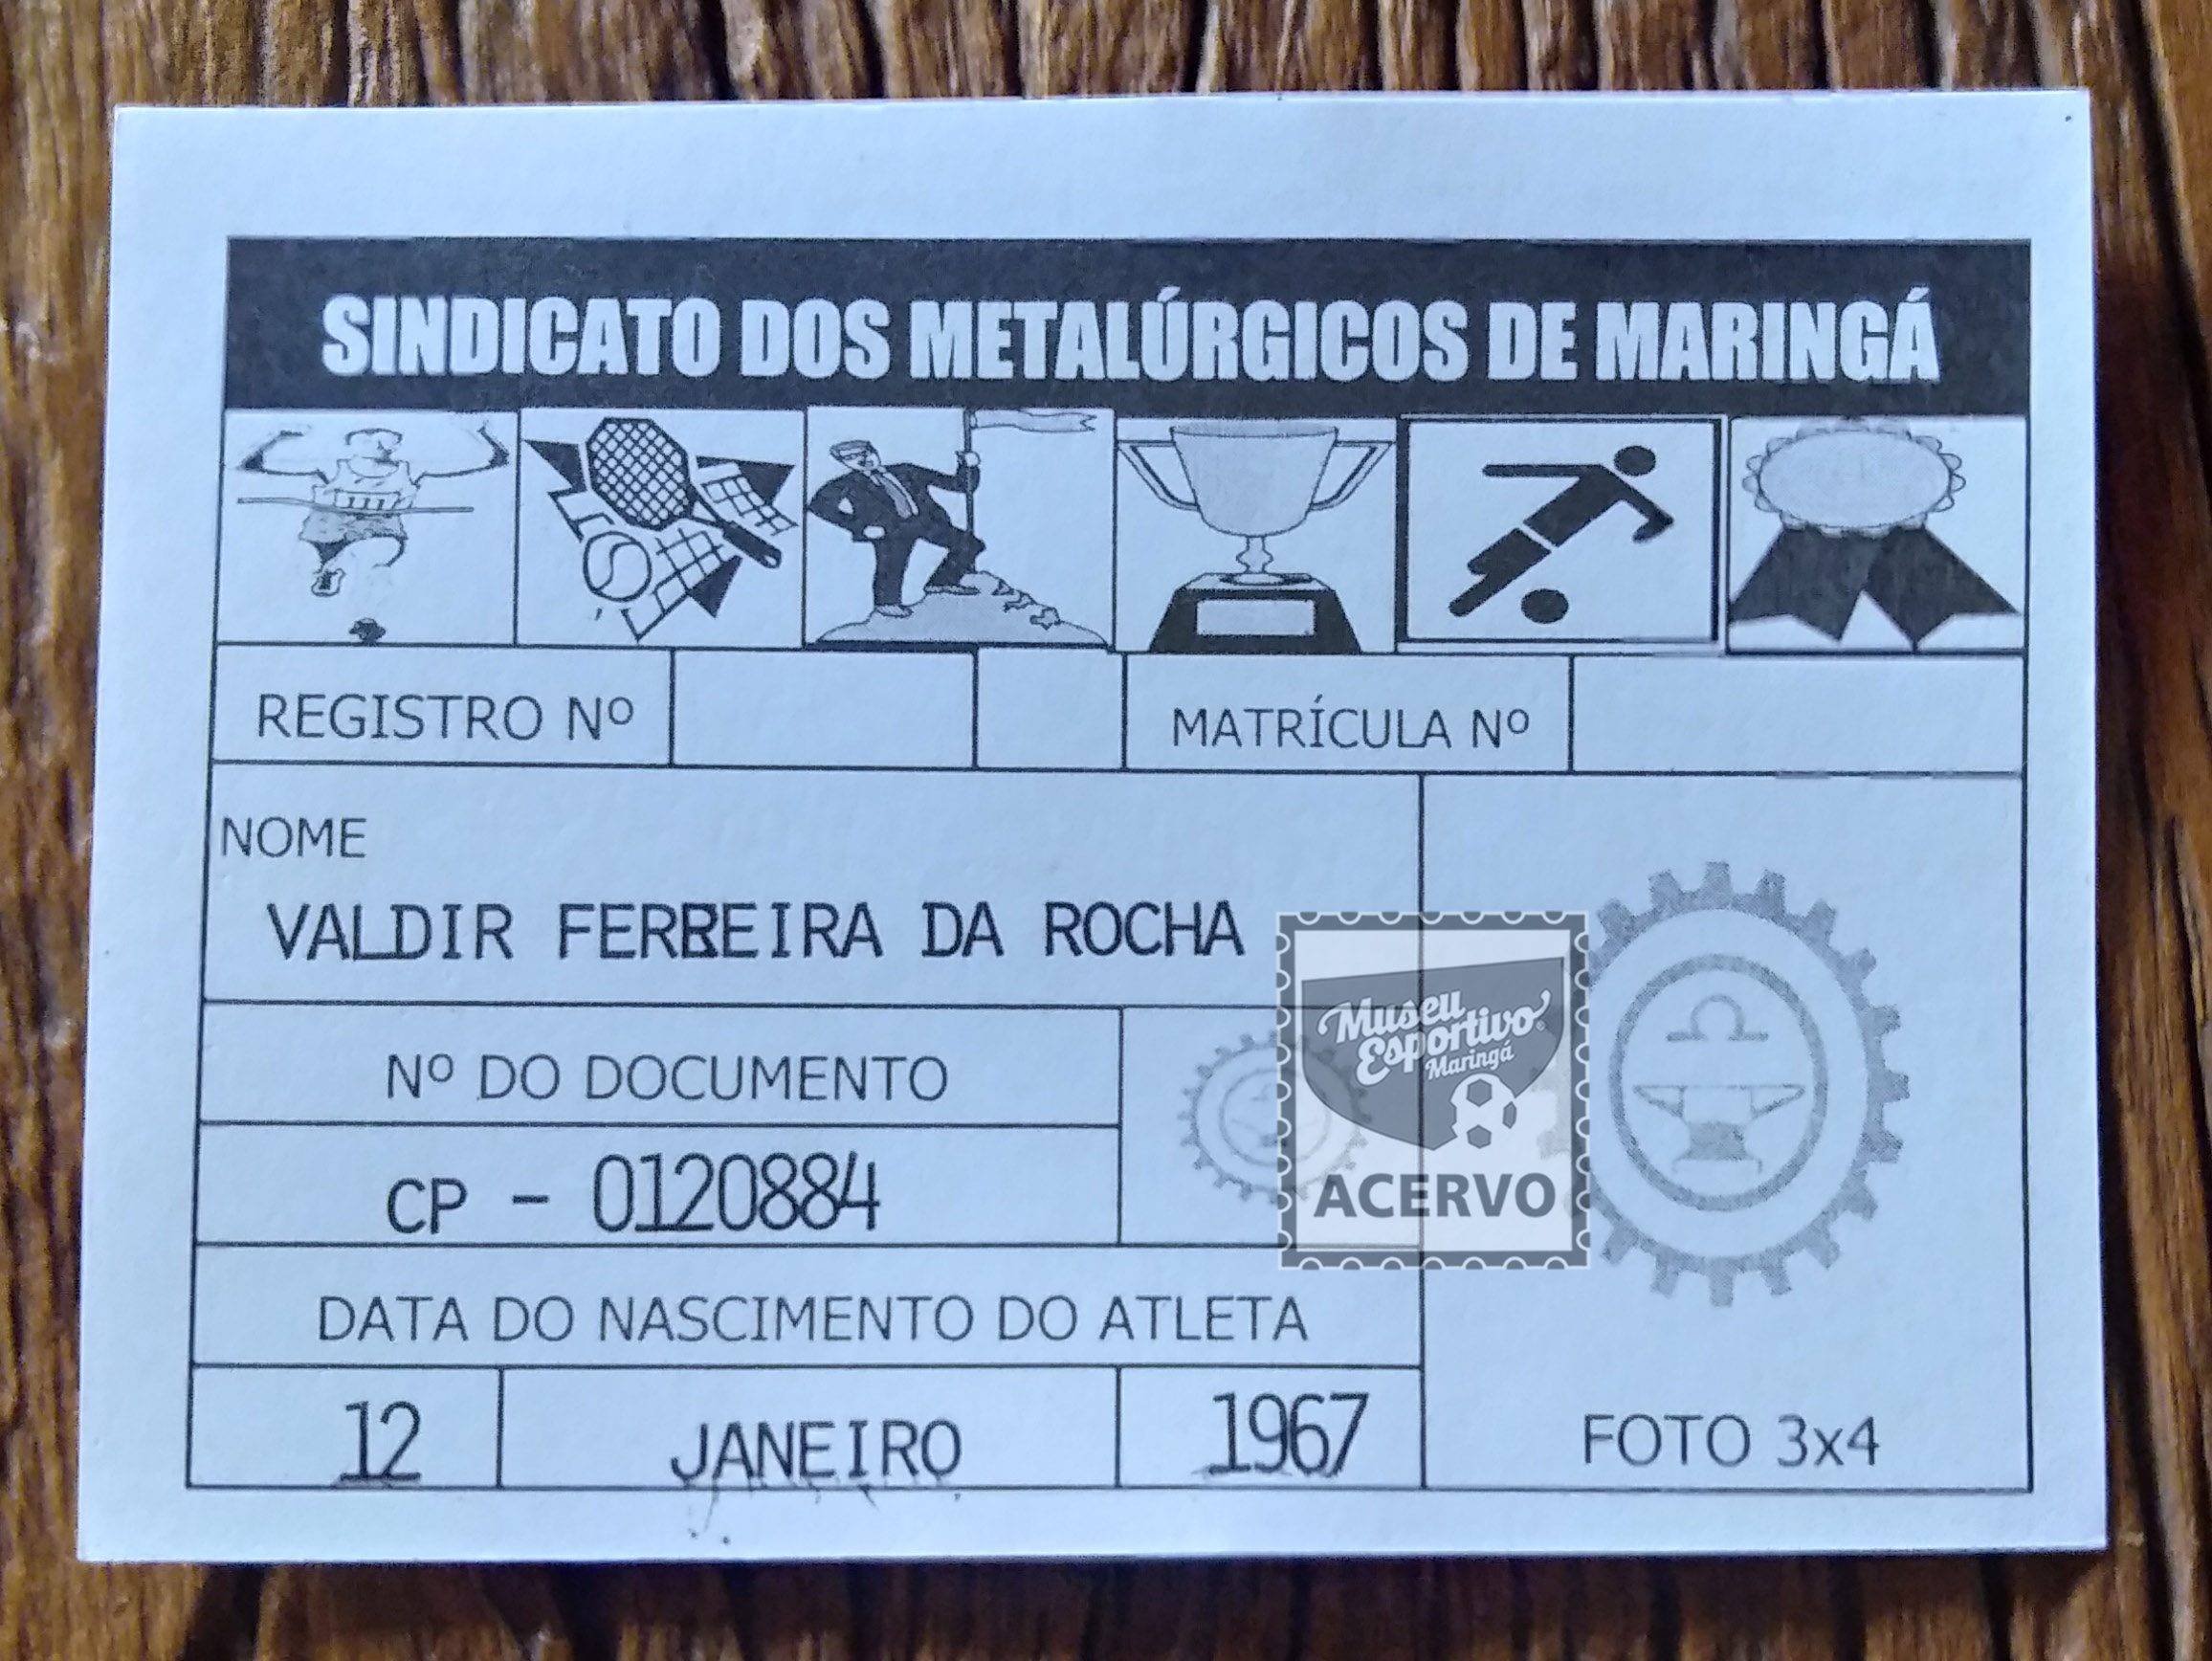 SINDICATO DOS METALÚRGICOS DE MARINGÁ
REGISTRO Nº MATRÍCULA Nº
NOME
VALDIR FERREIRA DA ROCHA
Museu
Esportivo
Maringá
ACERVO
Nº DO DOCUMENTO
CP - 0120884
DATA DO NASCIMENTO DO ATLETA
12 JANEIRO 1967
FOTO 3x4